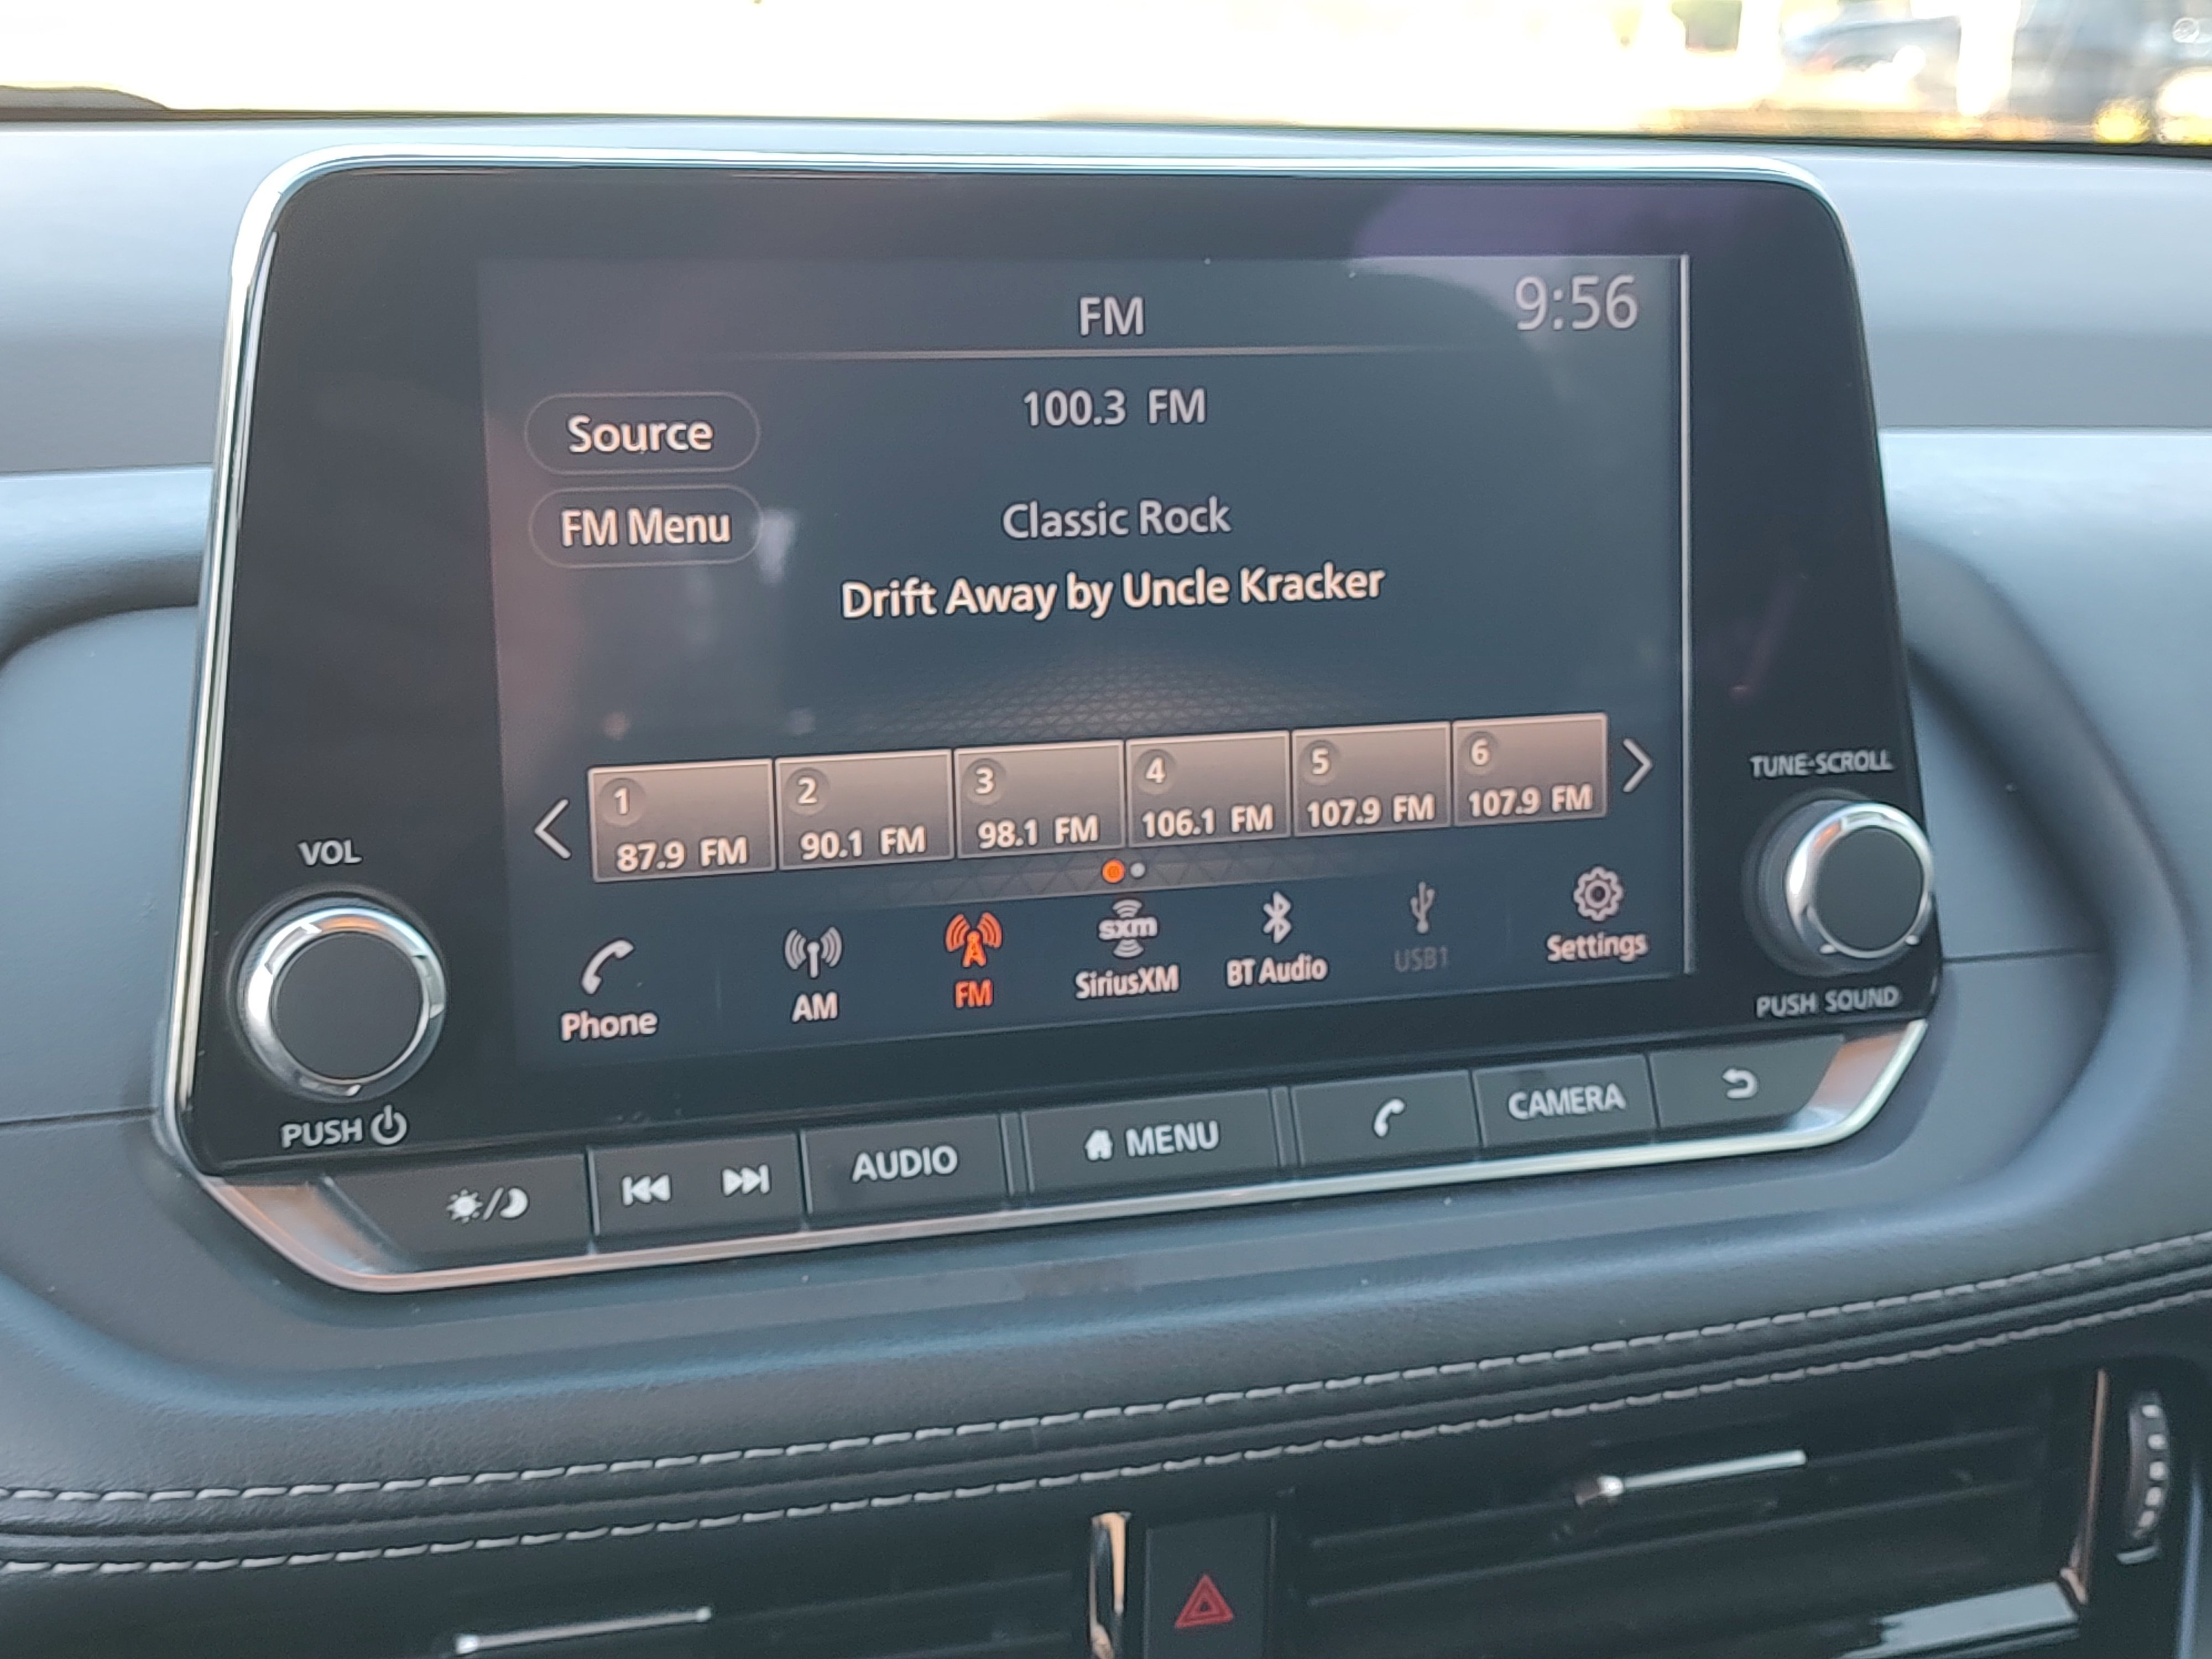 FM
9:56
Source
100.3 FM
FM Menu
Classic Rock
Drift Away by Uncle Kracker
1
87.9 FM
2
90.1 FM
3
98.1 FM
4
106.1 FM
5
107.9 FM
6
107.9 FM
Phone
AM
FM
sxm
SiriusXM
BT Audio
USB1
Settings
VOL
PUSH
TUNE·SCROLL
PUSH SOUND
AUDIO
MENU
CAMERA